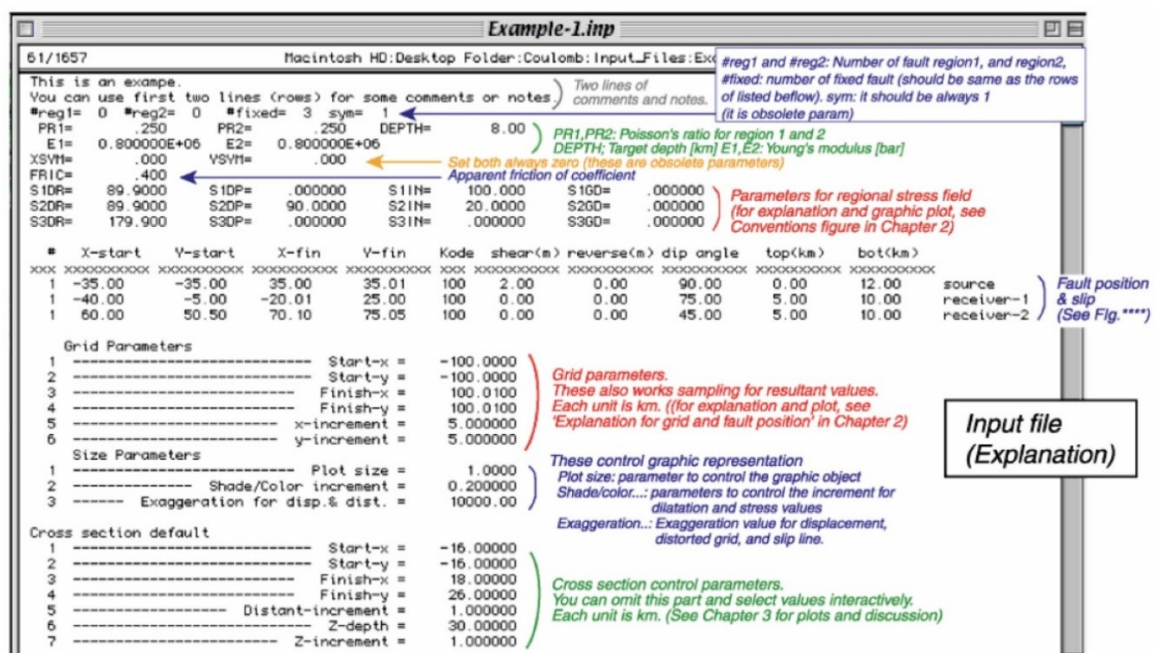 Example-1.inp
61/1657 Macintosh HD:Desktop Folder:Coulomb:Input_Files:Exa
#reg1 and #reg2: Number of fault region1, and region2,
#fixed: number of fixed fault (should be same as the rows
of listed beflow). sym: it should be always 1
(it is obsolete param)
This is an exampe.
You can use first two lines (rows) for some comments or notes.
Two lines of
comments and notes.
#reg1= 0 #reg2= 0 #fixed= 3 sym= 1
PR1= .250 PR2= .250 DEPTH= 8.00
E1= 0.800000E+06 E2= 0.800000E+06
PR1,PR2: Poisson's ratio for region 1 and 2
DEPTH; Target depth [km] E1,E2: Young's modulus [bar]
XSYM= .000 YSYM= .000
Set both always zero (these are obsolete parameters)
FRIC= .400
Apparent friction of coefficient
S1DR= 89.9000 S1DP= .000000 S1IN= 100.000 S1GD= .000000
S2DR= 89.9000 S2DP= 90.0000 S2IN= 20.0000 S2GD= .000000
S3DR= 179.900 S3DP= .000000 S3IN= .000000 S3GD= .000000
Parameters for regional stress field
(for explanation and graphic plot, see
Conventions figure in Chapter 2)
# X-start Y-start X-fin Y-fin Kode shear(m) reverse(m) dip angle top(km) bot(km)
xxx xxxxxxxxxx xxxxxxxxxx xxxxxxxxxx xxxxxxxxxx xxx xxxxxxxxxx xxxxxxxxxx xxxxxxxxxx xxxxxxxxxx xxxxxxxxxx
1 -35.00 -35.00 35.00 35.01 100 2.00 0.00 90.00 0.00 12.00 source
1 -40.00 -5.00 -20.01 25.00 100 0.00 0.00 75.00 5.00 10.00 receiver-1
1 60.00 50.50 70.10 75.05 100 0.00 0.00 45.00 5.00 10.00 receiver-2
Fault position
& slip
(See FIg.****)
Grid Parameters
1 ---------------------------- Start-x = -100.0000
2 ---------------------------- Start-y = -100.0000
3 -------------------------- Finish-x = 100.0100
4 -------------------------- Finish-y = 100.0100
5 ------------------------ x-increment = 5.000000
6 ------------------------ y-increment = 5.000000
Grid parameters.
These also works sampling for resultant values.
Each unit is km. ((for explanation and plot, see
'Explanation for grid and fault position' in Chapter 2)
Input file
(Explanation)
Size Parameters
1 -------------------------- Plot size = 1.0000
2 -------------- Shade/Color increment = 0.200000
3 ------ Exaggeration for disp.& dist. = 10000.00
These control graphic representation
Plot size: parameter to control the graphic object
Shade/color...: parameters to control the increment for
dilatation and stress values
Exaggeration..: Exaggeration value for displacement,
distorted grid, and slip line.
Cross section default
1 ---------------------------- Start-x = -16.00000
2 ---------------------------- Start-y = -16.00000
3 -------------------------- Finish-x = 18.00000
4 -------------------------- Finish-y = 26.00000
5 ------------------ Distant-increment = 1.000000
6 ---------------------------- Z-depth = 30.00000
7 ------------------------ Z-increment = 1.000000
Cross section control parameters.
You can omit this part and select values interactively.
Each unit is km. (See Chapter 3 for plots and discussion)